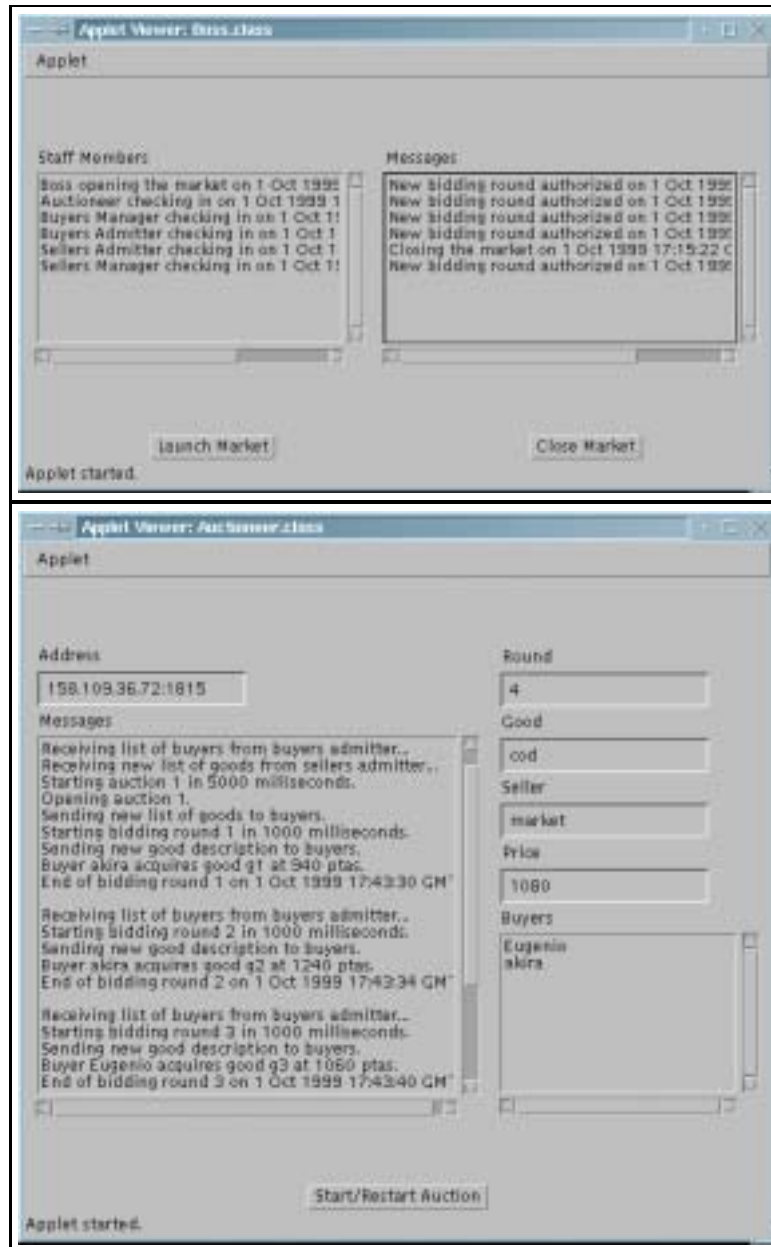 Applet Viewer: Boss.class
Applet
Staff Members
Boss opening the market on 1 Oct 1999
Auctioneer checking in on 1 Oct 1999 1
Buyers Manager checking in on 1 Oct 1
Buyers Admitter checking in on 1 Oct 1
Sellers Admitter checking in on 1 Oct 1
Sellers Manager checking in on 1 Oct 1
Messages
New bidding round authorized on 1 Oct 199
New bidding round authorized on 1 Oct 199
New bidding round authorized on 1 Oct 199
New bidding round authorized on 1 Oct 199
Closing the market on 1 Oct 1999 17:15:22 G
New bidding round authorized on 1 Oct 199
Launch Market
Close Market
Applet started.
Applet Viewer: Auctioneer.class
Applet
Address
158.109.36.72:1815
Messages
Receiving list of buyers from buyers admitter...
Receiving new list of goods from sellers admitter...
Starting auction 1 in 5000 milliseconds.
Opening auction 1.
Sending new list of goods to buyers.
Starting bidding round 1 in 1000 milliseconds.
Sending new good description to buyers.
Buyer akira acquires good g1 at 940 ptas.
End of bidding round 1 on 1 Oct 1999 17:43:30 GM
Receiving list of buyers from buyers admitter...
Starting bidding round 2 in 1000 milliseconds.
Sending new good description to buyers.
Buyer akira acquires good g2 at 1240 ptas.
End of bidding round 2 on 1 Oct 1999 17:43:34 GM
Receiving list of buyers from buyers admitter...
Starting bidding round 3 in 1000 milliseconds.
Sending new good description to buyers.
Buyer Eugenio acquires good g3 at 1060 ptas.
End of bidding round 3 on 1 Oct 1999 17:43:40 GM
Round
4
Good
cod
Seller
market
Price
1080
Buyers
Eugenio
akira
Start/Restart Auction
Applet started.